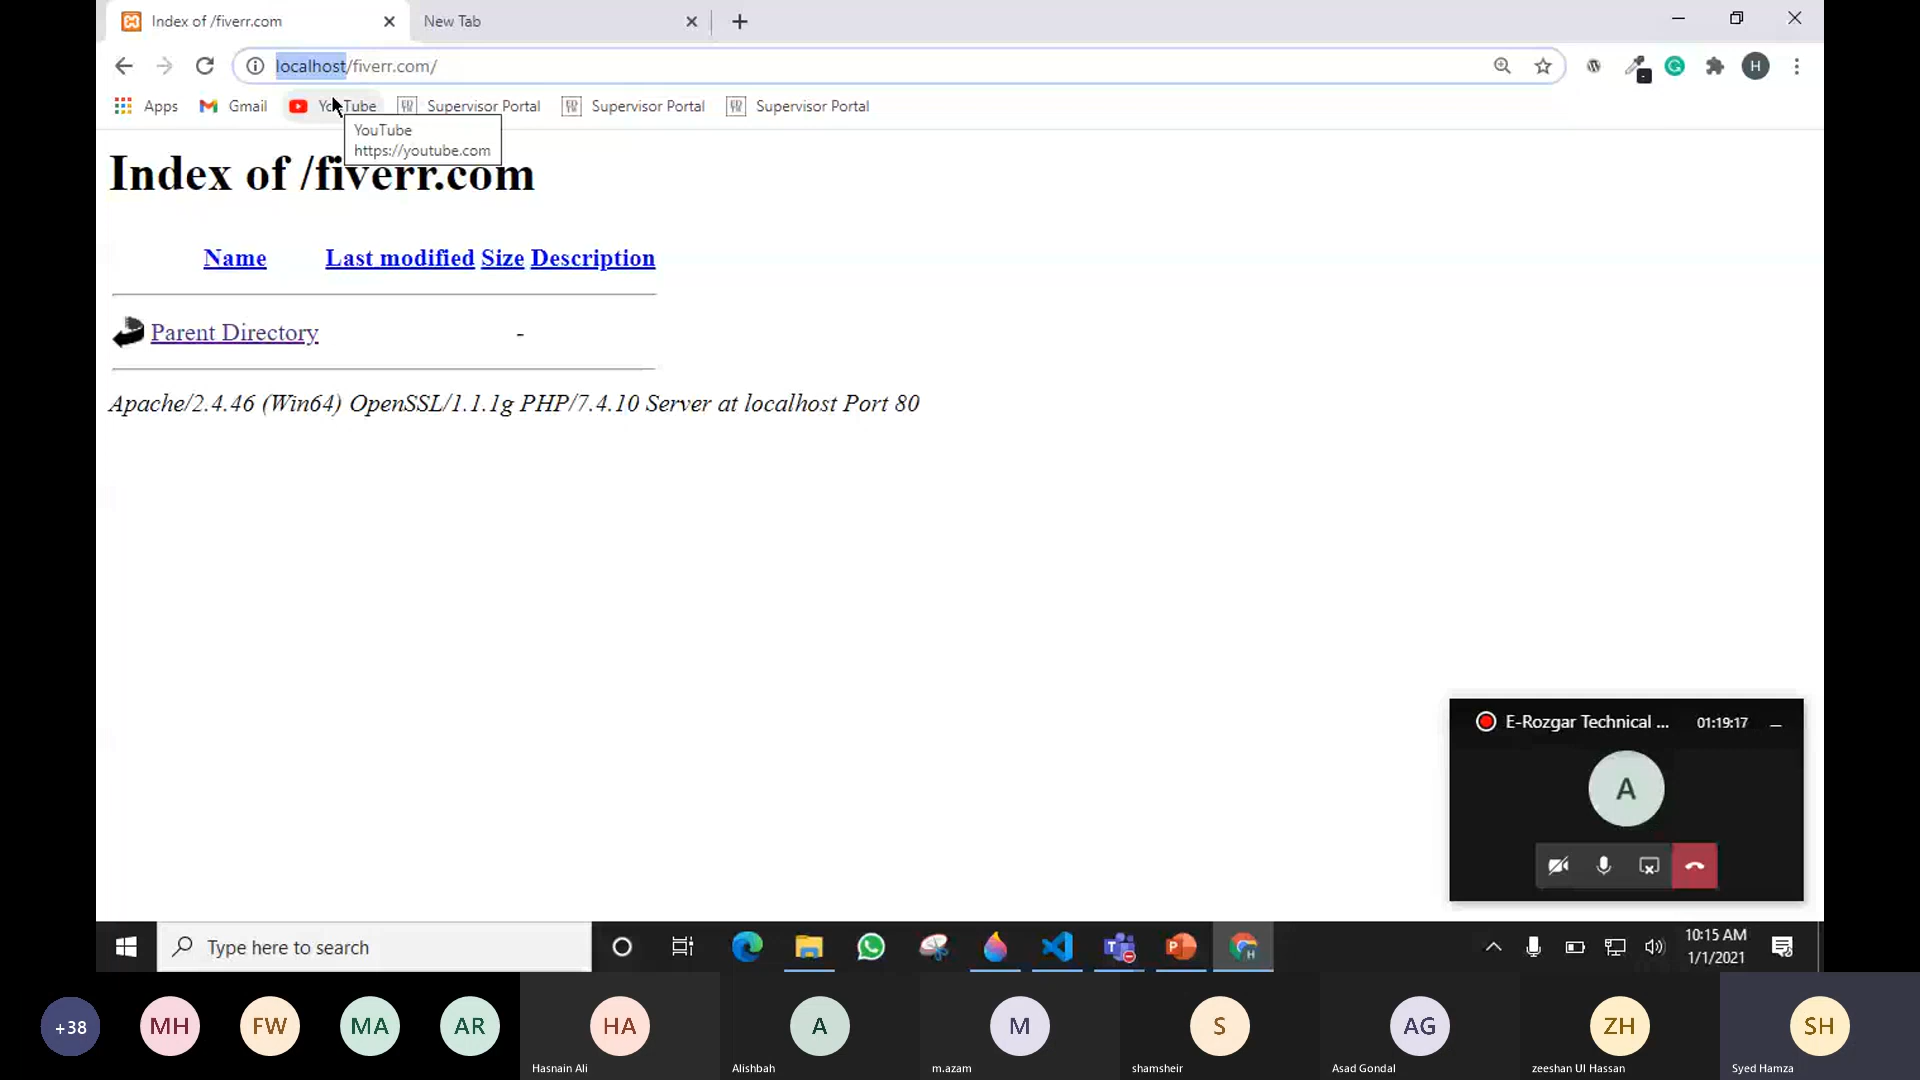 Index of /fiverr.com
New Tab
localhost/fiverr.com/
H
Apps
Gmail
YouTube
Supervisor Portal
Supervisor Portal
Supervisor Portal
YouTube
https://youtube.com
Index of /fiverr.com
Name Last modified Size Description
Parent Directory -
Apache/2.4.46 (Win64) OpenSSL/1.1.1g PHP/7.4.10 Server at localhost Port 80
E-Rozgar Technical ... 01:19:17
A
Type here to search
10:15 AM
1/1/2021
+38
MH
FW
MA
AR
HA
A
M
S
AG
ZH
SH
Hasnain Ali
Alishbah
m.azam
shamsheir
Asad Gondal
zeeshan Ul Hassan
Syed Hamza